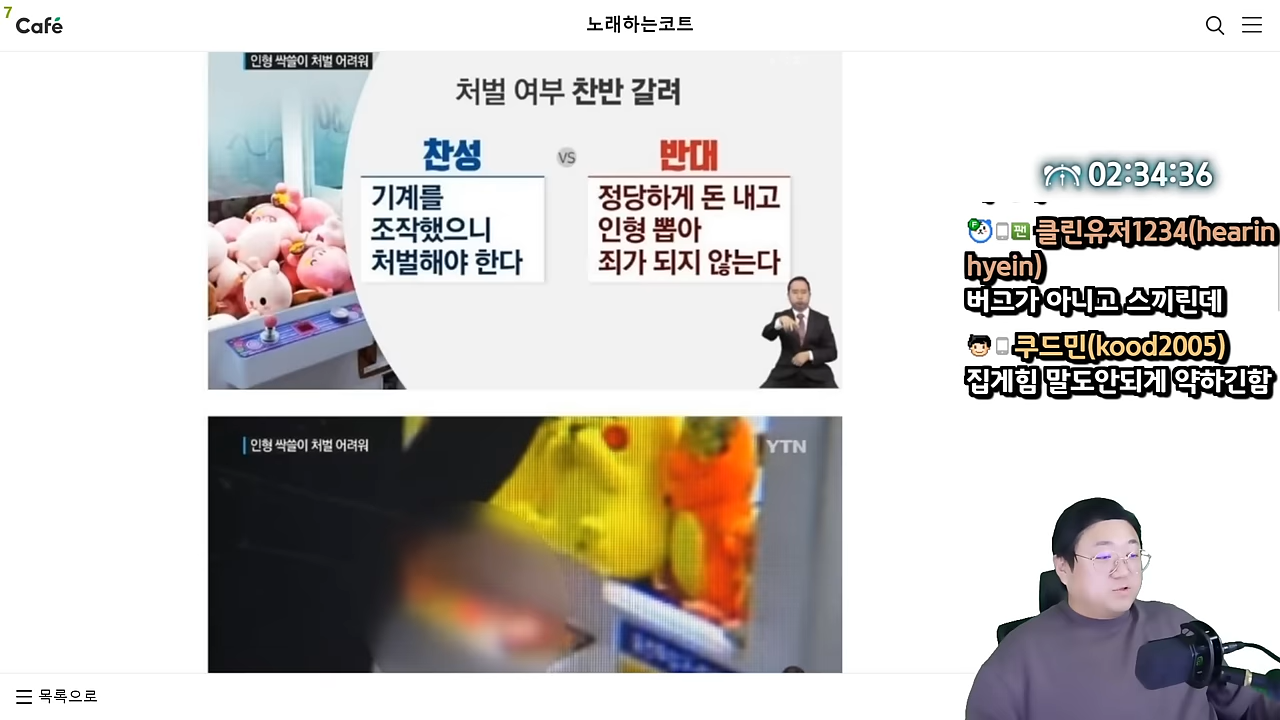 7
Café
노래하는코트
인형 싹쓸이 처벌 어려워
처벌 여부 찬반 갈려
찬성
VS
반대
기계를
조작했으니
처벌해야 한다
정당하게 돈 내고
인형 뽑아
죄가 되지 않는다
인형 싹쓸이 처벌 어려워
YTN
02:34:36
F
팬
클린유저1234(hearin
hyein)
버그가 아니고 스끼린데
쿠드민(kood2005)
집게힘 말도안되게 약하긴함
목록으로